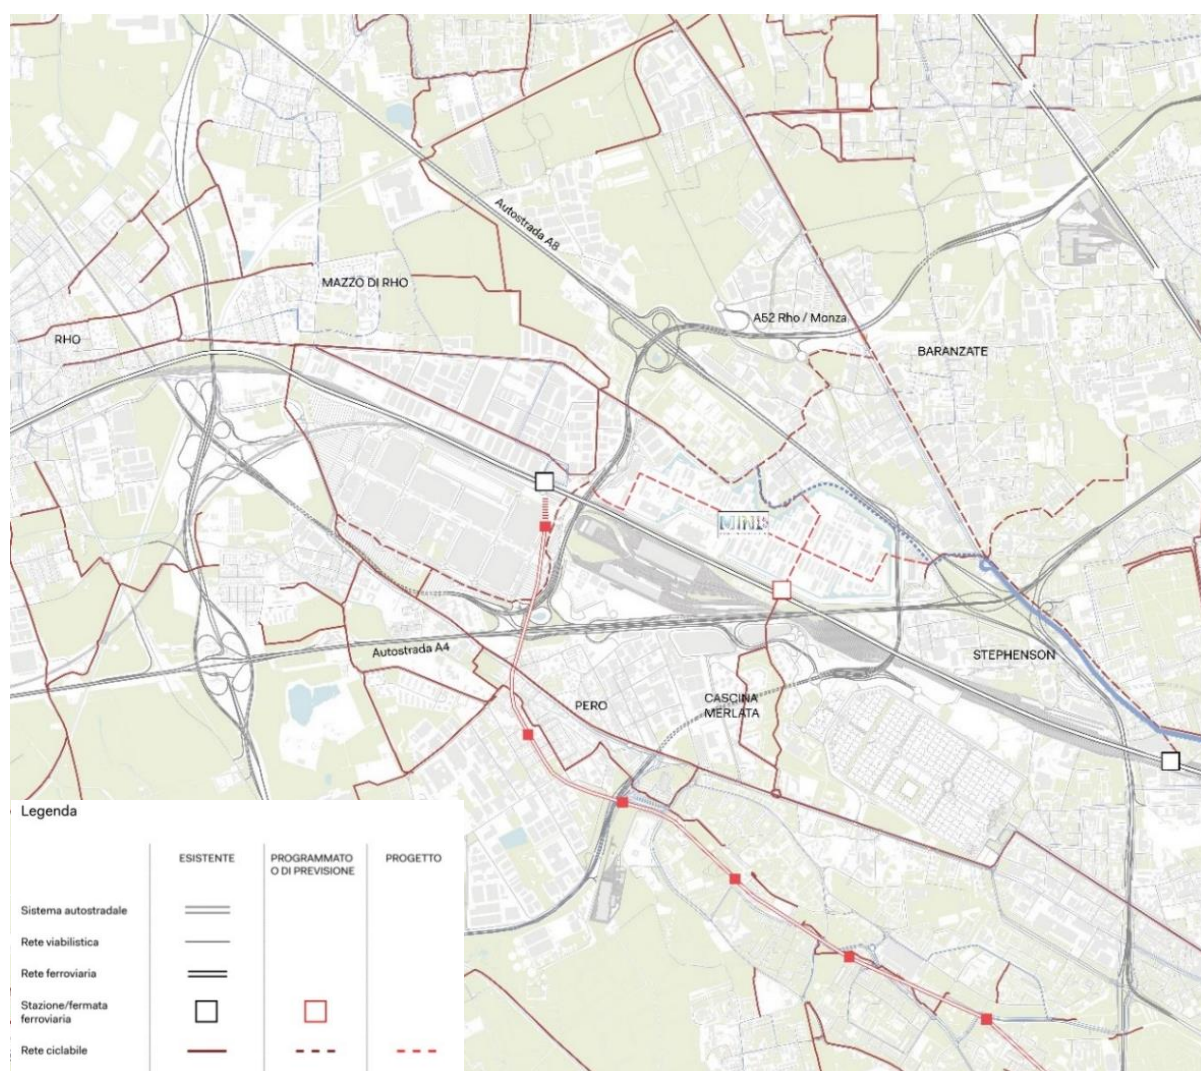 Autostrada A8
MAZZO DI RHO
A52 Rho / Monza
RHO
BARANZATE
Autostrada A4
STEPHENSON
PERO
CASCINA
MERLATA
Legenda
ESISTENTE
PROGRAMMATO
O DI PREVISIONE
PROGETTO
Sistema autostradale
Rete viabilistica
Rete ferroviaria
Stazione/fermata
ferroviaria
Rete ciclabile